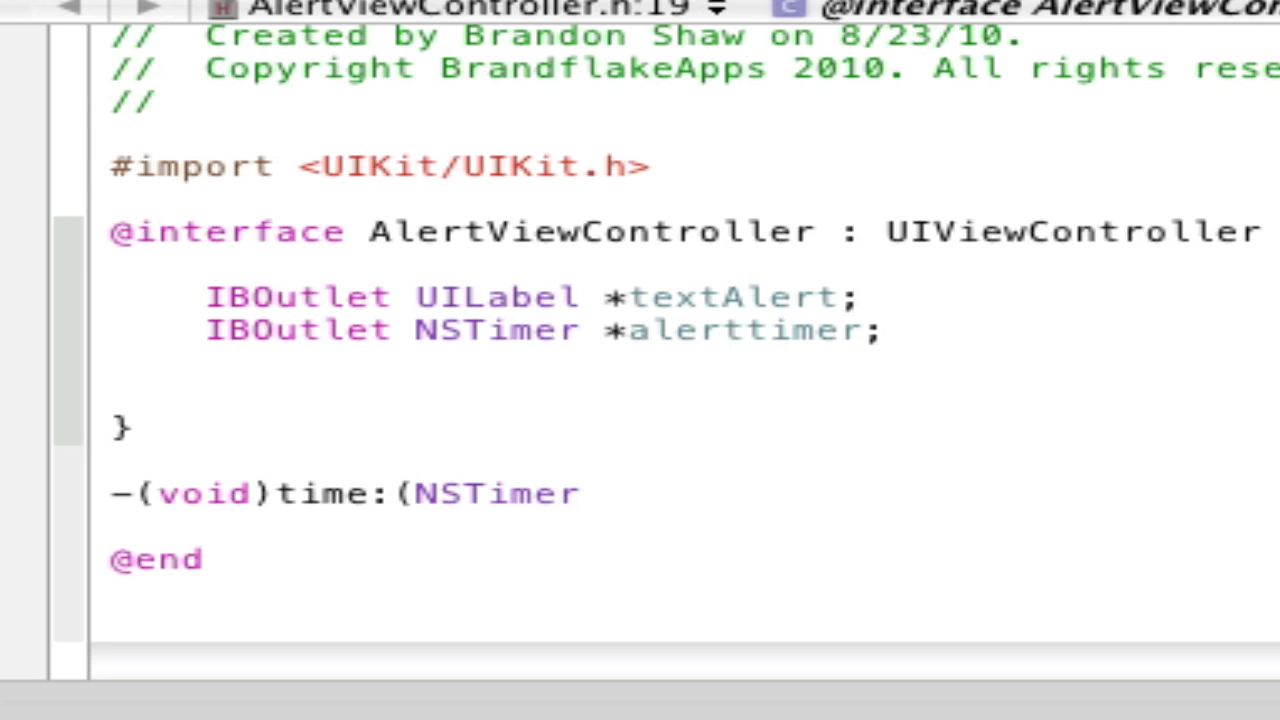 AlertViewController.h:19 @interface AlertViewCon
// Created by Brandon Shaw on 8/23/10.
// Copyright BrandflakeApps 2010. All rights rese
//
#import <UIKit/UIKit.h>
@interface AlertViewController : UIViewController
IBOutlet UILabel *textAlert;
IBOutlet NSTimer *alerttimer;
}
-(void)time:(NSTimer
@end